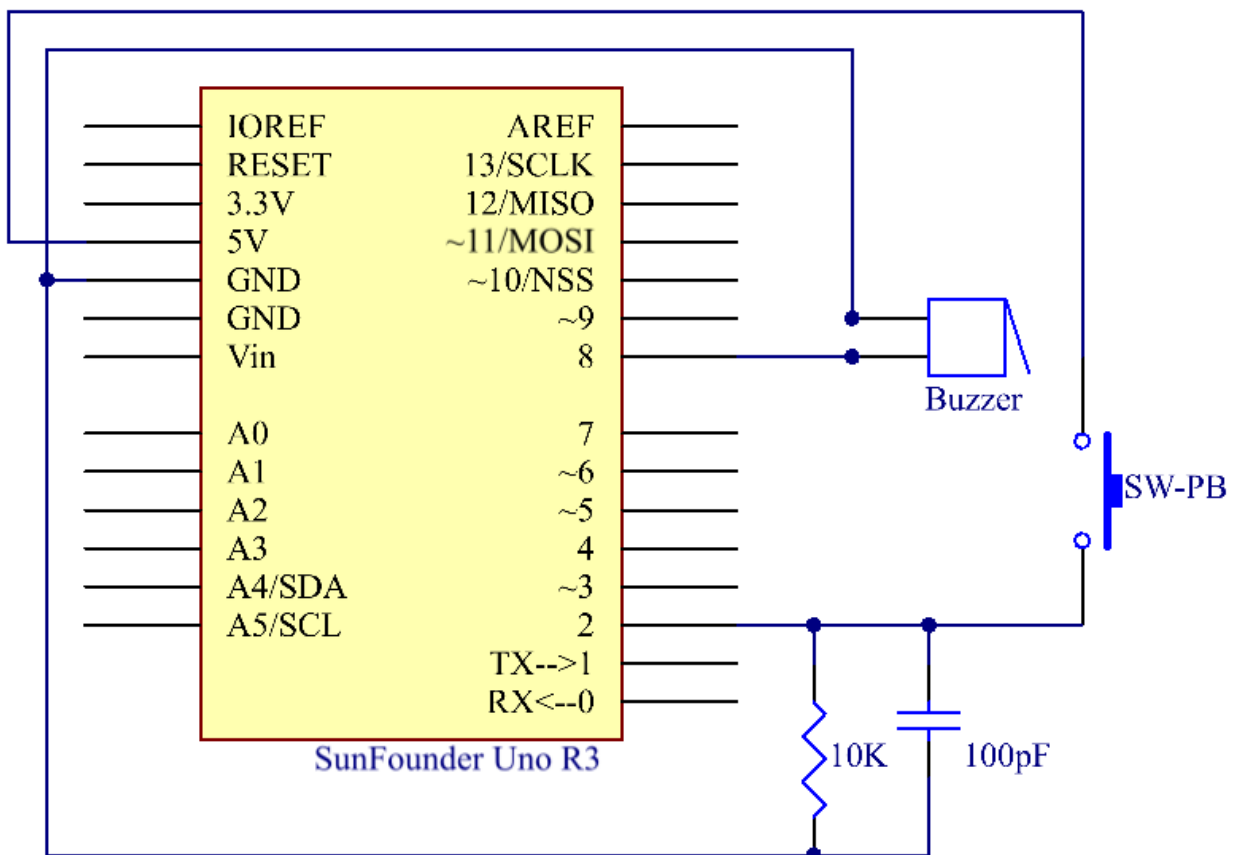 IOREF
RESET
3.3V
5V
GND
GND
Vin
A0
A1
A2
A3
A4/SDA
A5/SCL
AREF
13/SCLK
12/MISO
~11/MOSI
~10/NSS
~9
8
7
~6
~5
4
~3
2
TX-->1
RX<--0
SunFounder Uno R3
Buzzer
SW-PB
10K
100pF